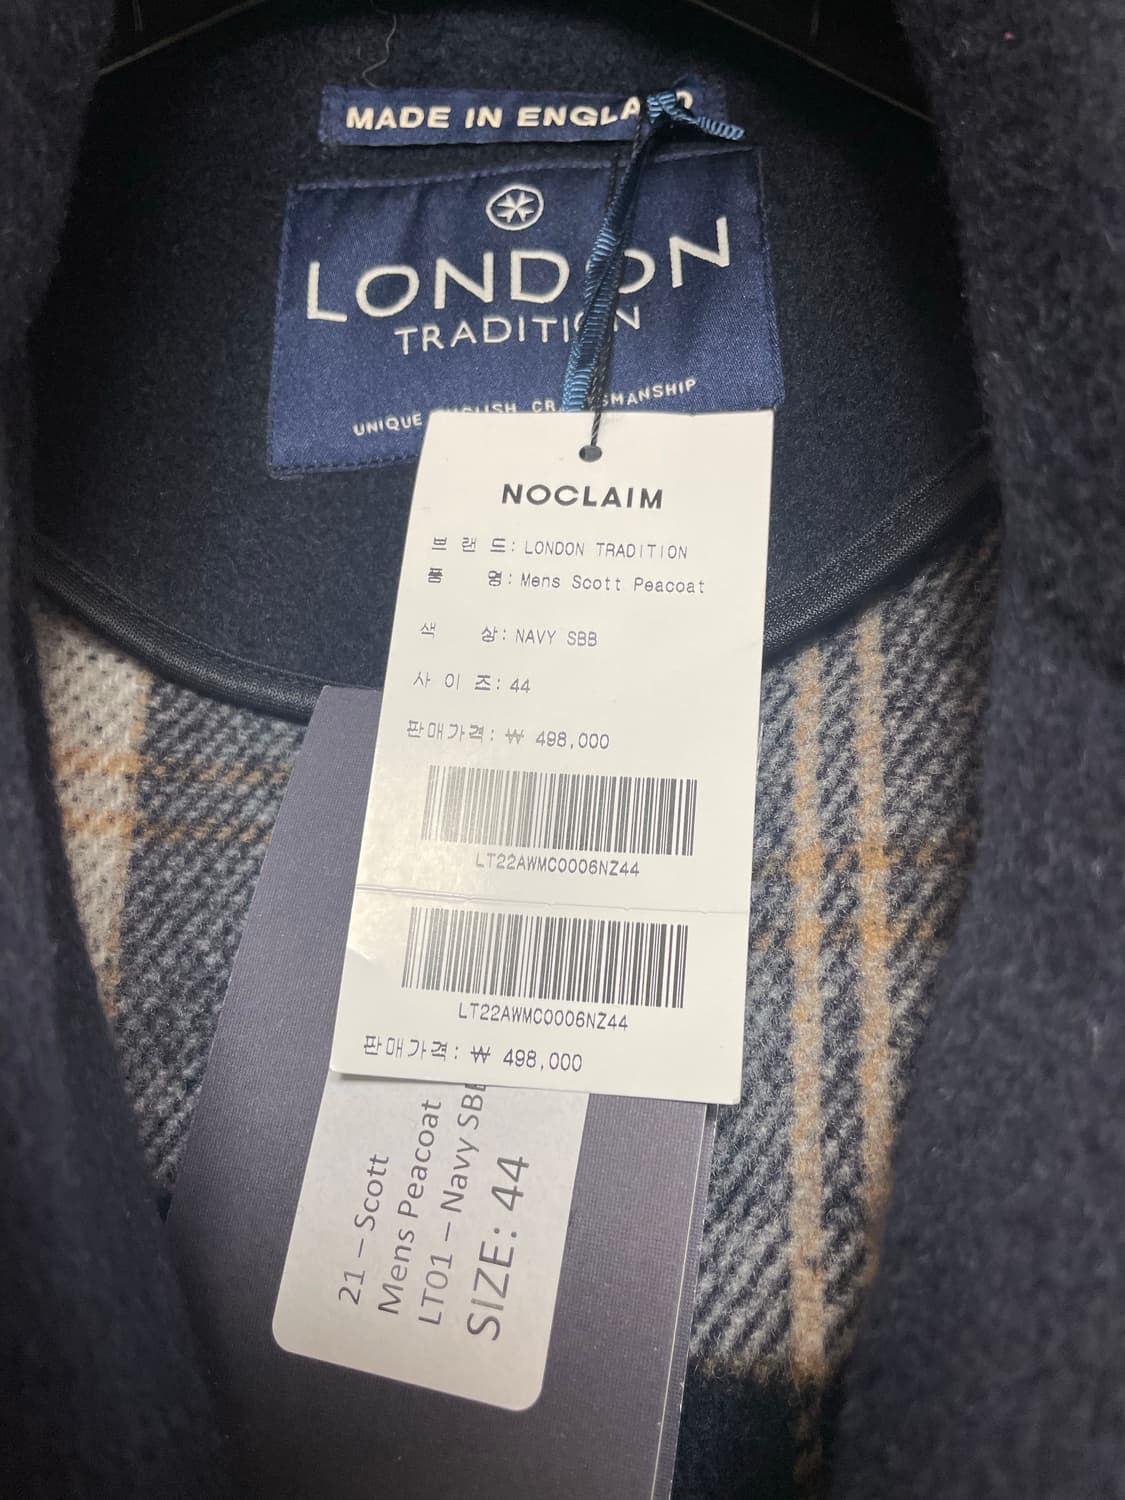 MADE IN ENGLAND
LONDON
TRADITION
UNIQUE ENGLISH CRAFTSMANSHIP
NOCLAIM
브 랜 드: LONDON TRADITION
품 명: Mens Scott Peacoat
색 상: NAVY SBB
사 이 즈: 44
판매가격: ₩ 498,000
LT22AWMC0006NZ44
LT22AWMC0006NZ44
판매가격: ₩ 498,000
21 – Scott
Mens Peacoat
LT01 – Navy SBB
SIZE: 44